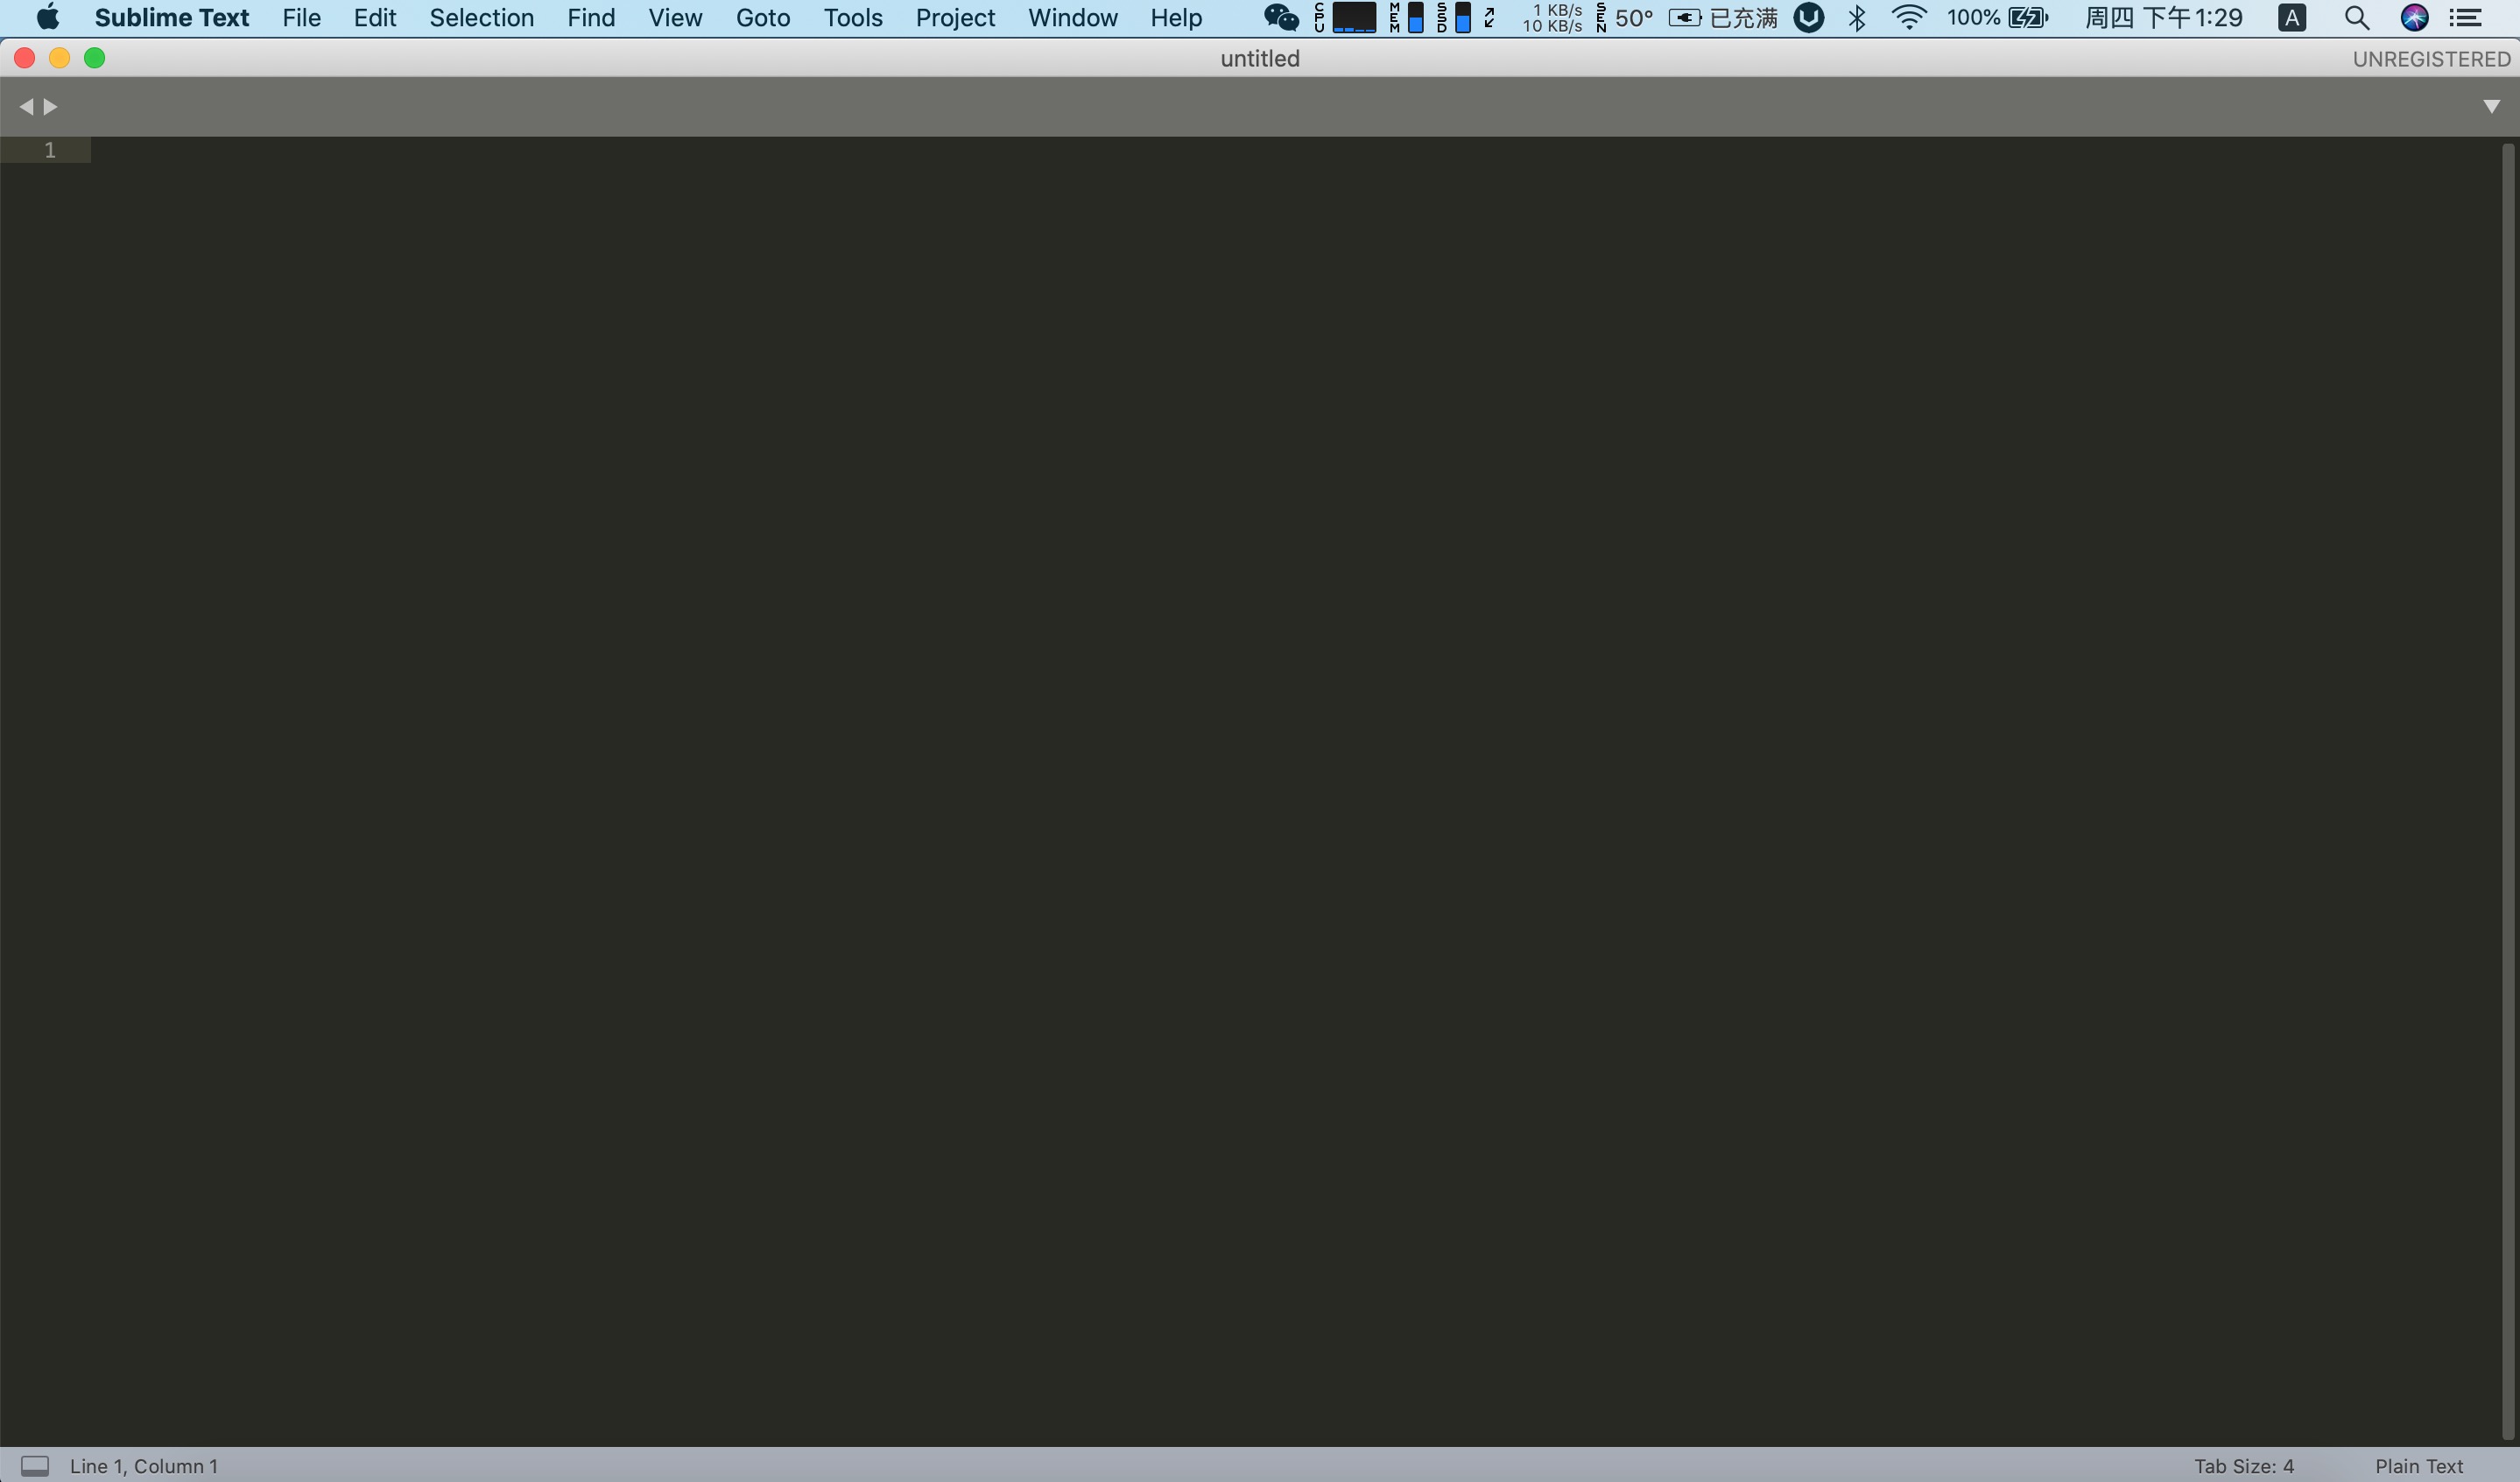 Sublime Text File Edit Selection Find View Goto Tools Project Window Help CPU MEM SSD 1 KB/s 10 KB/s SEN 50° 已充满 100% 周四 下午1:29 A
untitled UNREGISTERED
1
Line 1, Column 1 Tab Size: 4 Plain Text